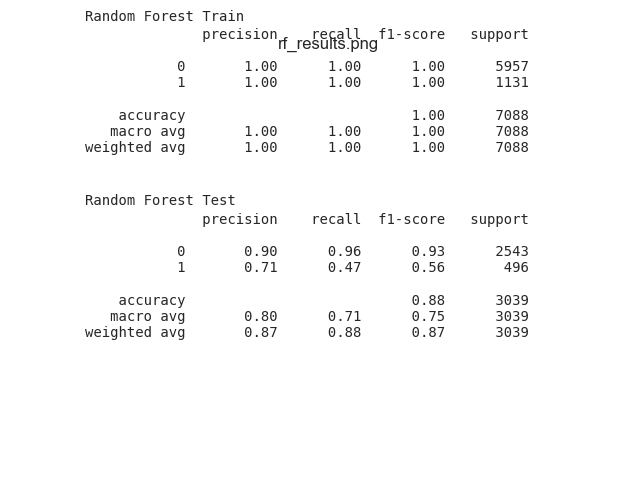 Random Forest Train
              precision    recall  f1-score   support
rf_results.png
           0       1.00      1.00      1.00      5957
           1       1.00      1.00      1.00      1131
    accuracy                           1.00      7088
   macro avg       1.00      1.00      1.00      7088
weighted avg       1.00      1.00      1.00      7088
Random Forest Test
              precision    recall  f1-score   support
           0       0.90      0.96      0.93      2543
           1       0.71      0.47      0.56       496
    accuracy                           0.88      3039
   macro avg       0.80      0.71      0.75      3039
weighted avg       0.87      0.88      0.87      3039